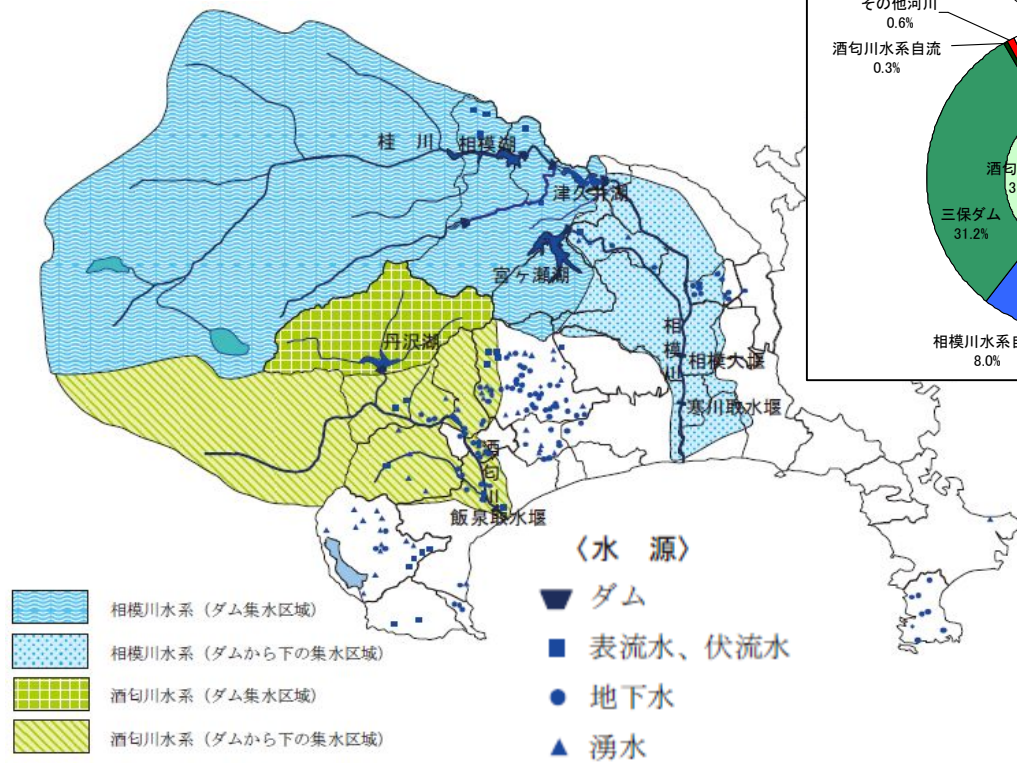 その他河川
0.6%
酒匂川水系自流
0.3%
酒匂
3
三保ダム
31.2%
相模川水系自
8.0%
桂 川
相模湖
津久井湖
宮ヶ瀬湖
丹沢湖
相模川
相模大堰
寒川取水堰
酒匂川
飯泉取水堰
〈水 源〉
ダム
表流水、伏流水
地下水
湧水
相模川水系（ダム集水区域）
相模川水系（ダムから下の集水区域）
酒匂川水系（ダム集水区域）
酒匂川水系（ダムから下の集水区域）